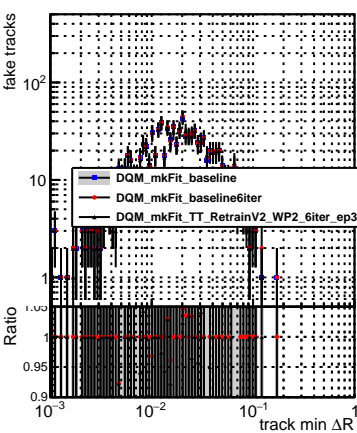 fake tracks
10²
10
1
DQM_mkFit_baseline
DQM_mkFit_baseline6iter
DQM_mkFit_TT_RetrainV2_WP2_6iter_ep3
Ratio
1.05
1
0.95
0.9
10⁻³ 10⁻² 10⁻¹ 1
track min ΔR